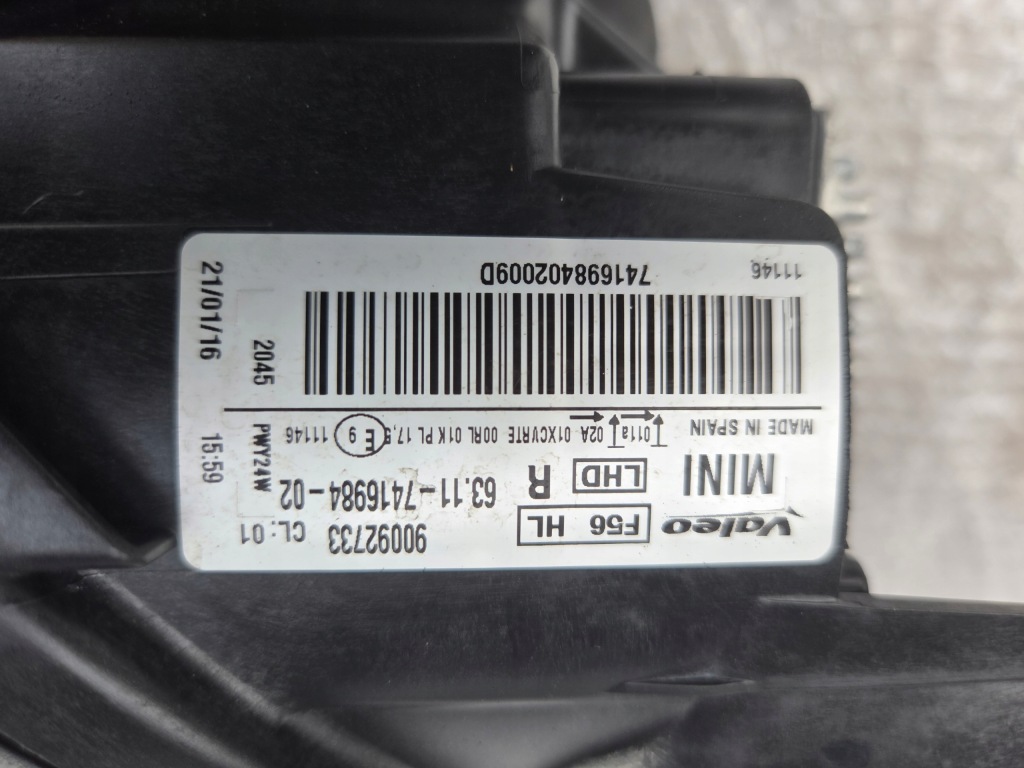 Valeo F56 HL 90092733 CL:01
MINI LHD R 63.11-7416984-02
MADE IN SPAIN 011a 02A 01XCVRTE 00RL 01K PL 17,5 E 9 11146 PWY24W
2045
11146 741698402009D
21/01/16 15:59